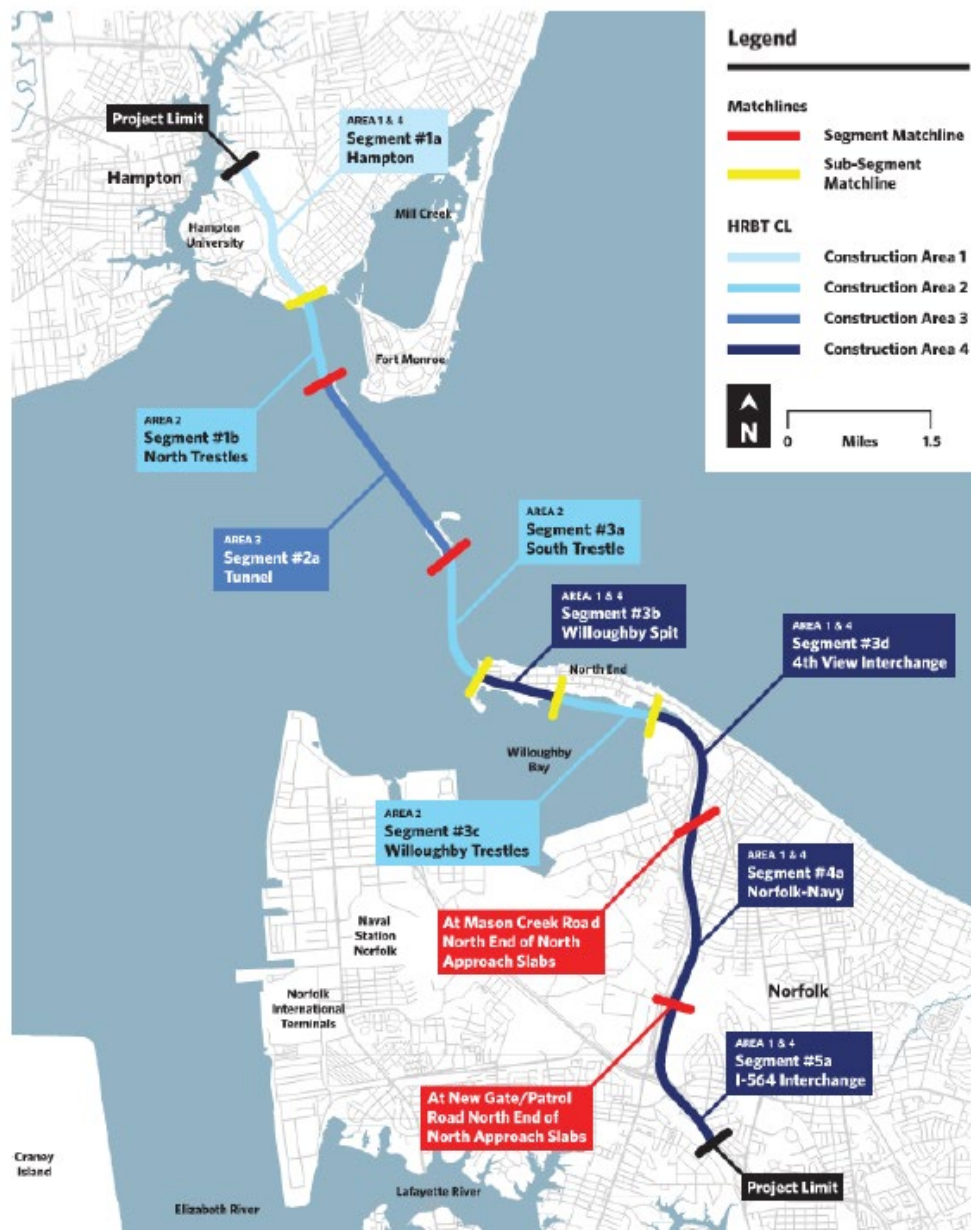 Legend
Matchlines
Segment Matchline
Sub-Segment
Matchline
HRBT CL
Construction Area 1
Construction Area 2
Construction Area 3
Construction Area 4
N
0 Miles 1.5
Project Limit
Hampton
AREA 1 & 4
Segment #1a
Hampton
Hampton
University
Mill Creek
Fort Monroe
AREA 2
Segment #1b
North Trestles
AREA 3
Segment #2a
Tunnel
AREA 2
Segment #3a
South Trestle
AREA 1 & 4
Segment #3b
Willoughby Spit
North End
AREA 1 & 4
Segment #3d
4th View Interchange
Willoughby
Bay
AREA 2
Segment #3c
Willoughby Trestles
AREA 1 & 4
Segment #4a
Norfolk-Navy
At Mason Creek Road
North End of North
Approach Slabs
Naval
Station
Norfolk
Norfolk
International
Terminals
Norfolk
AREA 1 & 4
Segment #5a
I-564 Interchange
At New Gate/Patrol
Road North End of
North Approach Slabs
Project Limit
Craney
Island
Lafayette River
Elizabeth River